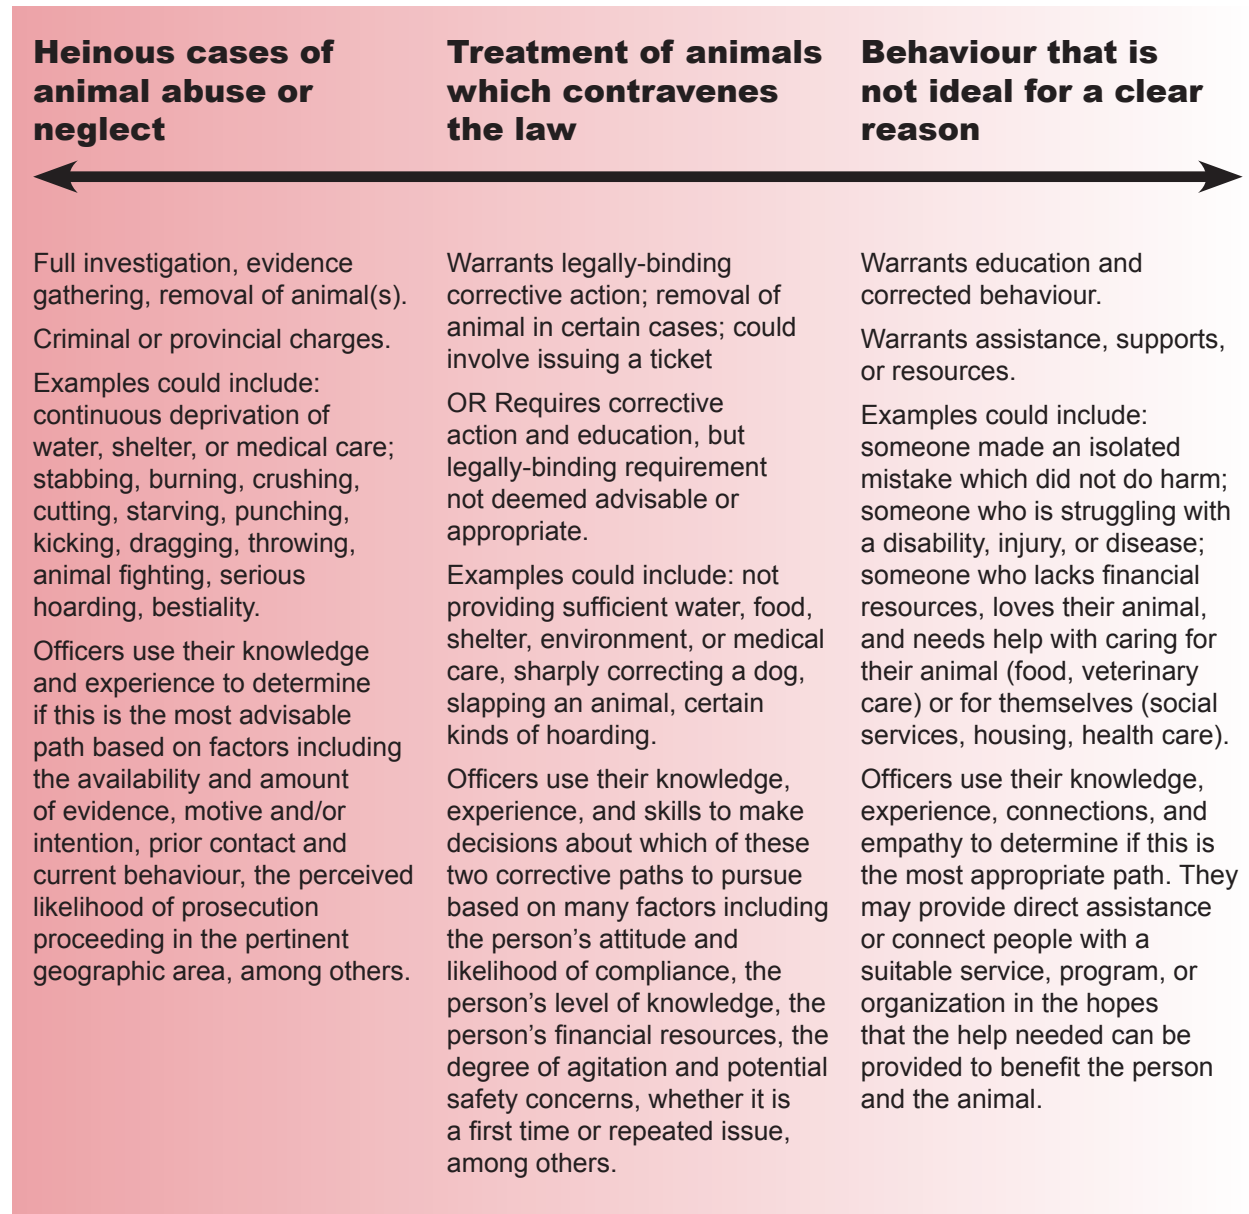 Heinous cases of
animal abuse or
neglect
Full investigation, evidence
gathering, removal of animal(s).
Criminal or provincial charges.
Examples could include:
continuous deprivation of
water, shelter, or medical care;
stabbing, burning, crushing,
cutting, starving, punching,
kicking, dragging, throwing,
animal fighting, serious
hoarding, bestiality.
Officers use their knowledge
and experience to determine
if this is the most advisable
path based on factors including
the availability and amount
of evidence, motive and/or
intention, prior contact and
current behaviour, the perceived
likelihood of prosecution
proceeding in the pertinent
geographic area, among others.
Treatment of animals
which contravenes
the law
Warrants legally-binding
corrective action; removal of
animal in certain cases; could
involve issuing a ticket
OR Requires corrective
action and education, but
legally-binding requirement
not deemed advisable or
appropriate.
Examples could include: not
providing sufficient water, food,
shelter, environment, or medical
care, sharply correcting a dog,
slapping an animal, certain
kinds of hoarding.
Officers use their knowledge,
experience, and skills to make
decisions about which of these
two corrective paths to pursue
based on many factors including
the person’s attitude and
likelihood of compliance, the
person’s level of knowledge, the
person’s financial resources, the
degree of agitation and potential
safety concerns, whether it is
a first time or repeated issue,
among others.
Behaviour that is
not ideal for a clear
reason
Warrants education and
corrected behaviour.
Warrants assistance, supports,
or resources.
Examples could include:
someone made an isolated
mistake which did not do harm;
someone who is struggling with
a disability, injury, or disease;
someone who lacks financial
resources, loves their animal,
and needs help with caring for
their animal (food, veterinary
care) or for themselves (social
services, housing, health care).
Officers use their knowledge,
experience, connections, and
empathy to determine if this is
the most appropriate path. They
may provide direct assistance
or connect people with a
suitable service, program, or
organization in the hopes
that the help needed can be
provided to benefit the person
and the animal.